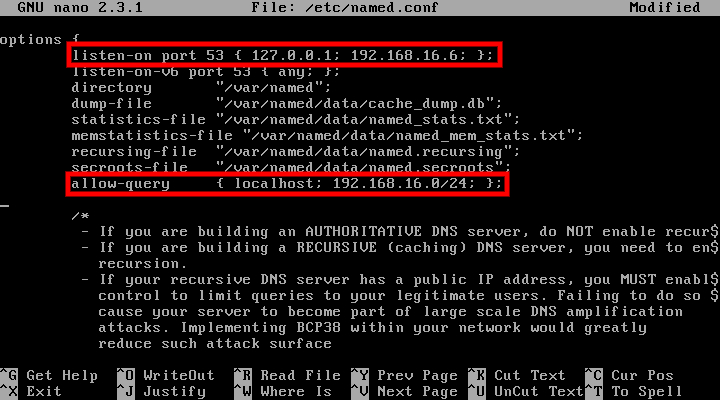 GNU nano 2.3.1 File: /etc/named.conf Modified
options {
listen-on port 53 { 127.0.0.1; 192.168.16.6; };
listen-on-v6 port 53 { any; };
directory "/var/named";
dump-file "/var/named/data/cache_dump.db";
statistics-file "/var/named/data/named_stats.txt";
memstatistics-file "/var/named/data/named_mem_stats.txt";
recursing-file "/var/named/data/named.recursing";
secroots-file "/var/named/data/named.secroots";
allow-query { localhost; 192.168.16.0/24; };
/*
- If you are building an AUTHORITATIVE DNS server, do NOT enable recur$
- If you are building a RECURSIVE (caching) DNS server, you need to en$
recursion.
- If your recursive DNS server has a public IP address, you MUST enabl$
control to limit queries to your legitimate users. Failing to do so $
cause your server to become part of large scale DNS amplification
attacks. Implementing BCP38 within your network would greatly
reduce such attack surface
^G Get Help ^O WriteOut ^R Read File ^Y Prev Page ^K Cut Text ^C Cur Pos
^X Exit ^J Justify ^W Where Is ^V Next Page ^U UnCut Text ^T To Spell